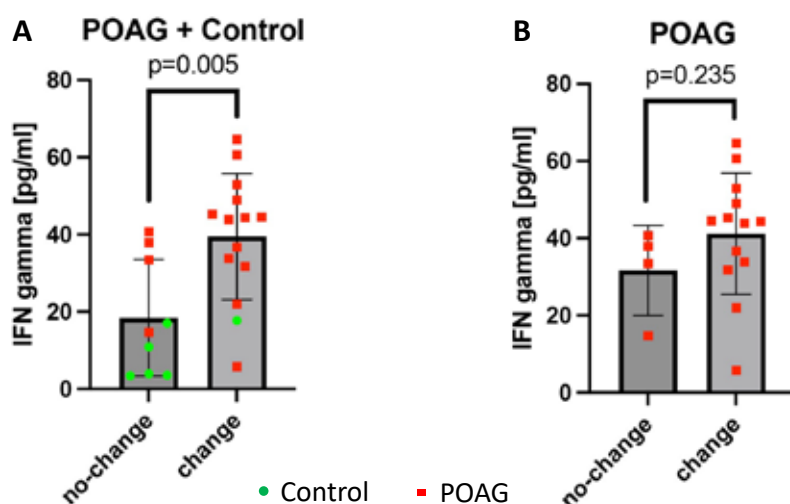 A
POAG + Control
p=0.005
IFN gamma [pg/ml]
80
60
40
20
0
no-change
change
B
POAG
p=0.235
IFN gamma [pg/ml]
80
60
40
20
0
no-change
change
Control
POAG